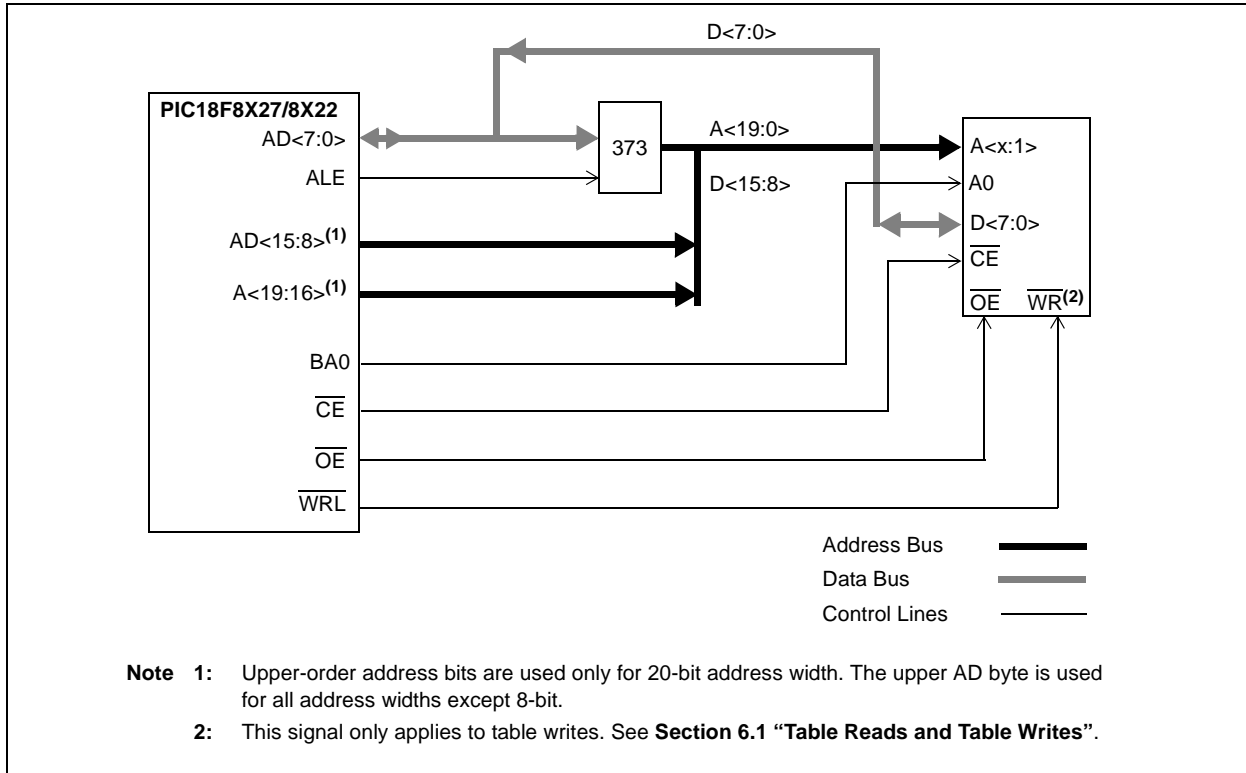 D<7:0>
PIC18F8X27/8X22
AD<7:0>
373
A<19:0>
A<x:1>
ALE
D<15:8>
A0
AD<15:8>(1)
D<7:0>
CE
A<19:16>(1)
OE WR(2)
BA0
CE
OE
WRL
Address Bus
Data Bus
Control Lines
Note 1: Upper-order address bits are used only for 20-bit address width. The upper AD byte is used
for all address widths except 8-bit.
2: This signal only applies to table writes. See Section 6.1 “Table Reads and Table Writes”.